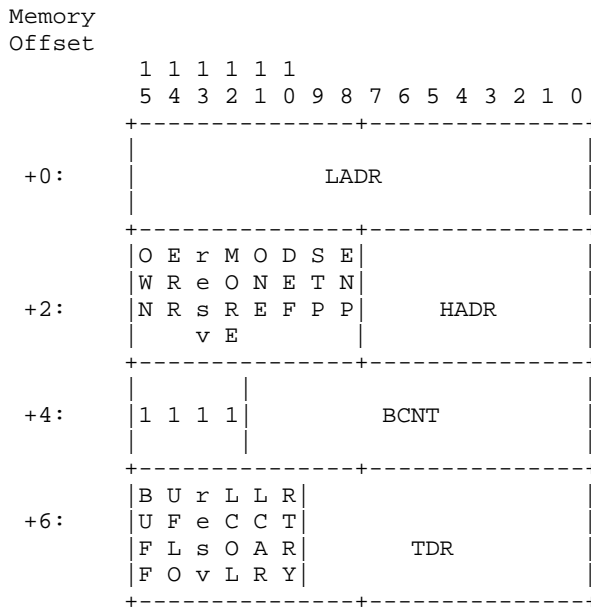 Memory
Offset
1 1 1 1 1 1
5 4 3 2 1 0 9 8 7 6 5 4 3 2 1 0
+---------------+----------------
| |
+0: | LADR |
| |
+---------------+----------------
|O E r M O D S E| |
|W R e O N E T N| |
+2: |N R s R E F P P| HADR |
| v E | |
+---------------+----------------
| | |
+4: |1 1 1 1| BCNT |
| | |
+---------------+----------------
|B U r L L R| |
+6: |U F e C C T| |
|F L s O A R| TDR |
|F O v L R Y| |
+---------------+----------------